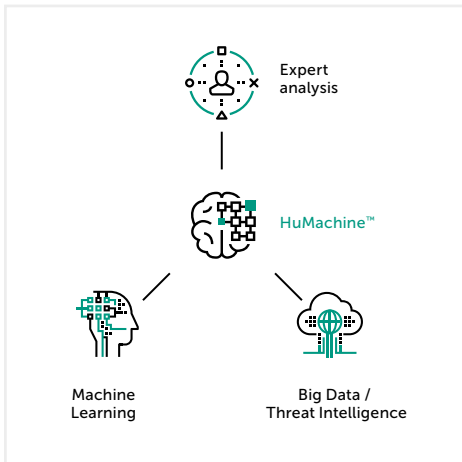 Expert
analysis
HuMachine™
Machine
Learning
Big Data /
Threat Intelligence